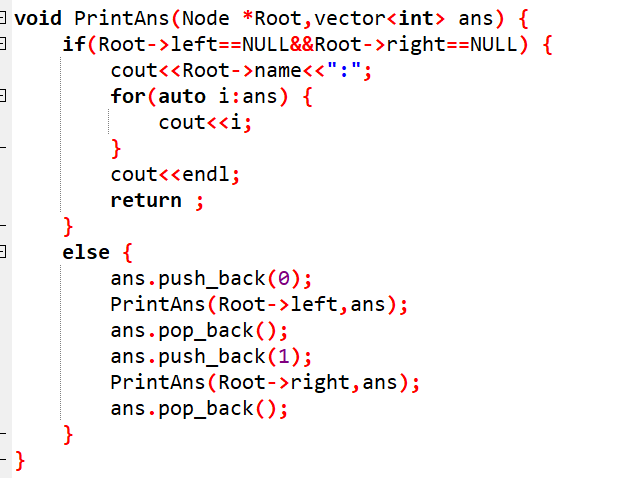 void PrintAns(Node *Root,vector<int> ans) {
    if(Root->left==NULL&&Root->right==NULL) {
        cout<<Root->name<<":";
        for(auto i:ans) {
            cout<<i;
        }
        cout<<endl;
        return ;
    }
    else {
        ans.push_back(0);
        PrintAns(Root->left,ans);
        ans.pop_back();
        ans.push_back(1);
        PrintAns(Root->right,ans);
        ans.pop_back();
    }
}